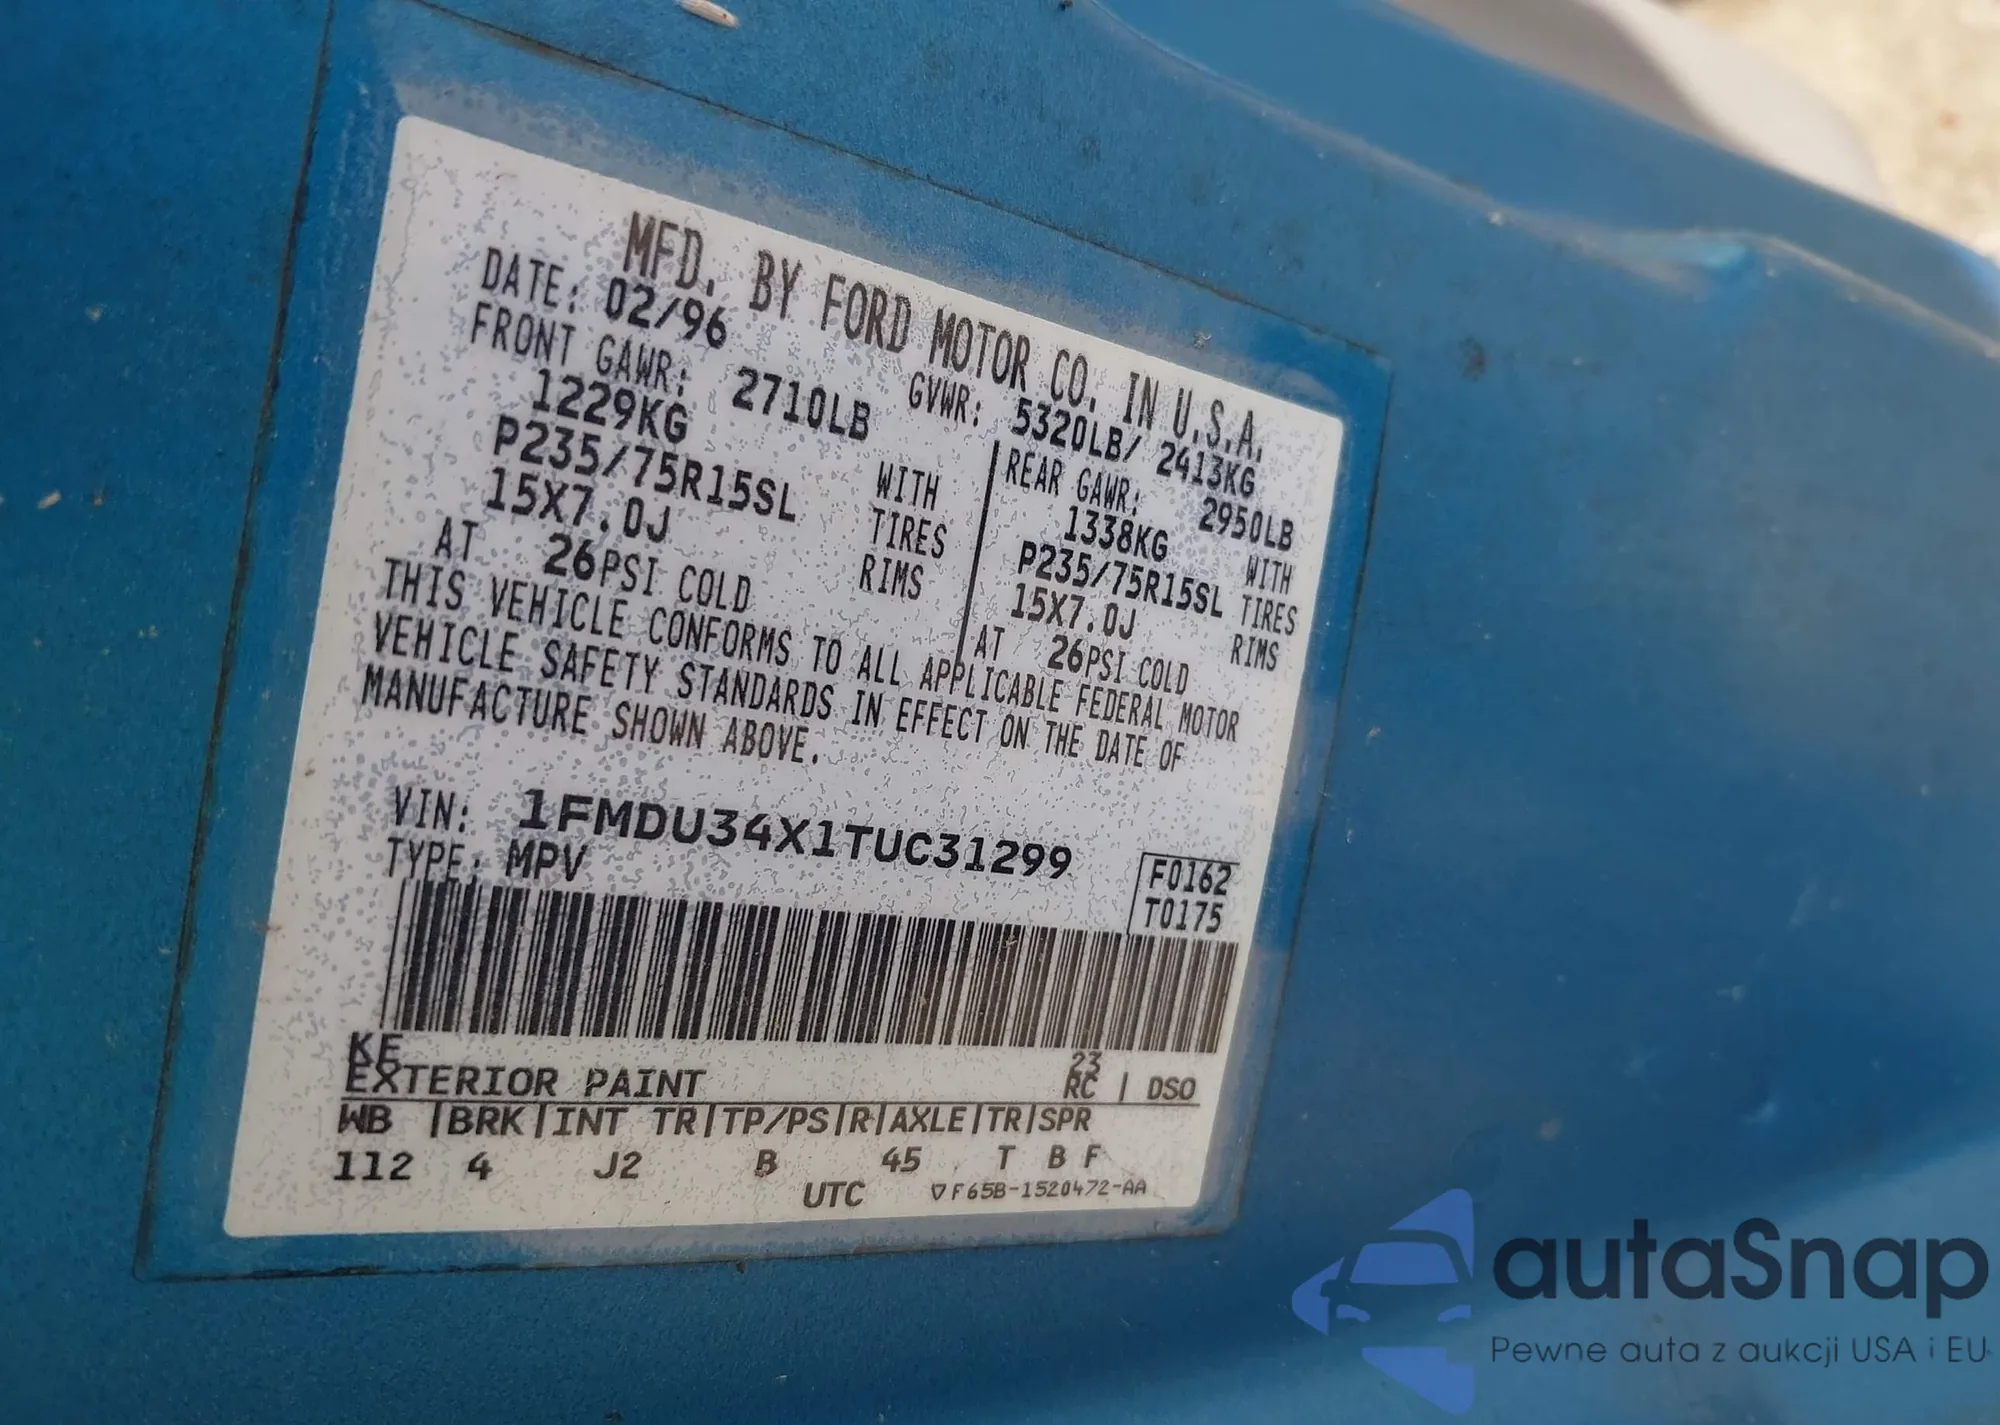 MFD. BY FORD MOTOR CO. IN U.S.A.
DATE: 02/96 GVWR: 5320LB/ 2413KG
FRONT GAWR: 2710LB REAR GAWR: 2950LB
1229KG WITH 1338KG WITH
P235/75R15SL TIRES P235/75R15SL TIRES
15X7.0J RIMS 15X7.0J RIMS
AT 26PSI COLD AT 26PSI COLD
THIS VEHICLE CONFORMS TO ALL APPLICABLE FEDERAL MOTOR
VEHICLE SAFETY STANDARDS IN EFFECT ON THE DATE OF
MANUFACTURE SHOWN ABOVE.
VIN: 1FMDU34X1TUC31299
TYPE: MPV
F0162
T0175
KE 23
EXTERIOR PAINT RC | DSO
WB |BRK|INT TR|TP/PS|R|AXLE|TR|SPR
112 4 J2 B 45 T B F
UTC ▽F65B-1520472-AA
autaSnap
Pewne auta z aukcji USA i EU